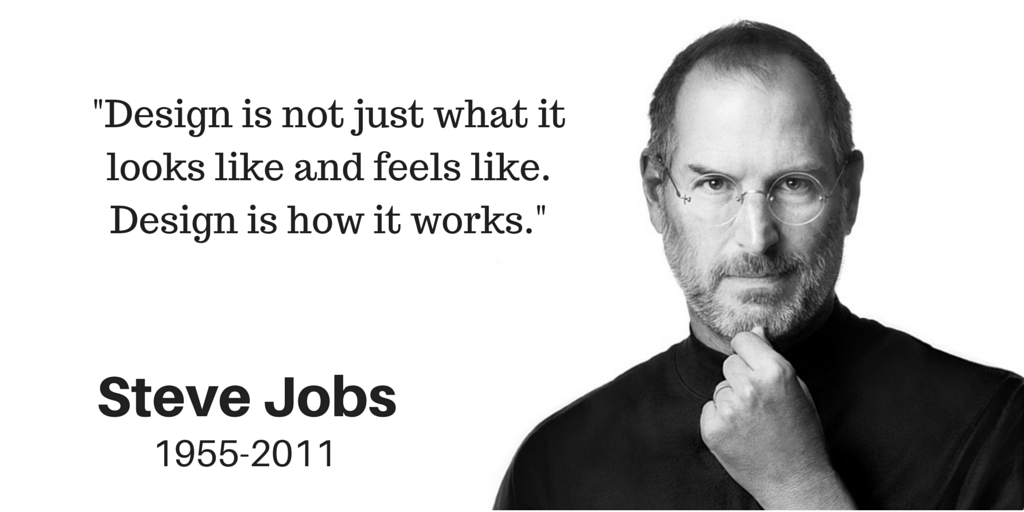 "Design is not just what it
looks like and feels like.
Design is how it works."
Steve Jobs
1955-2011